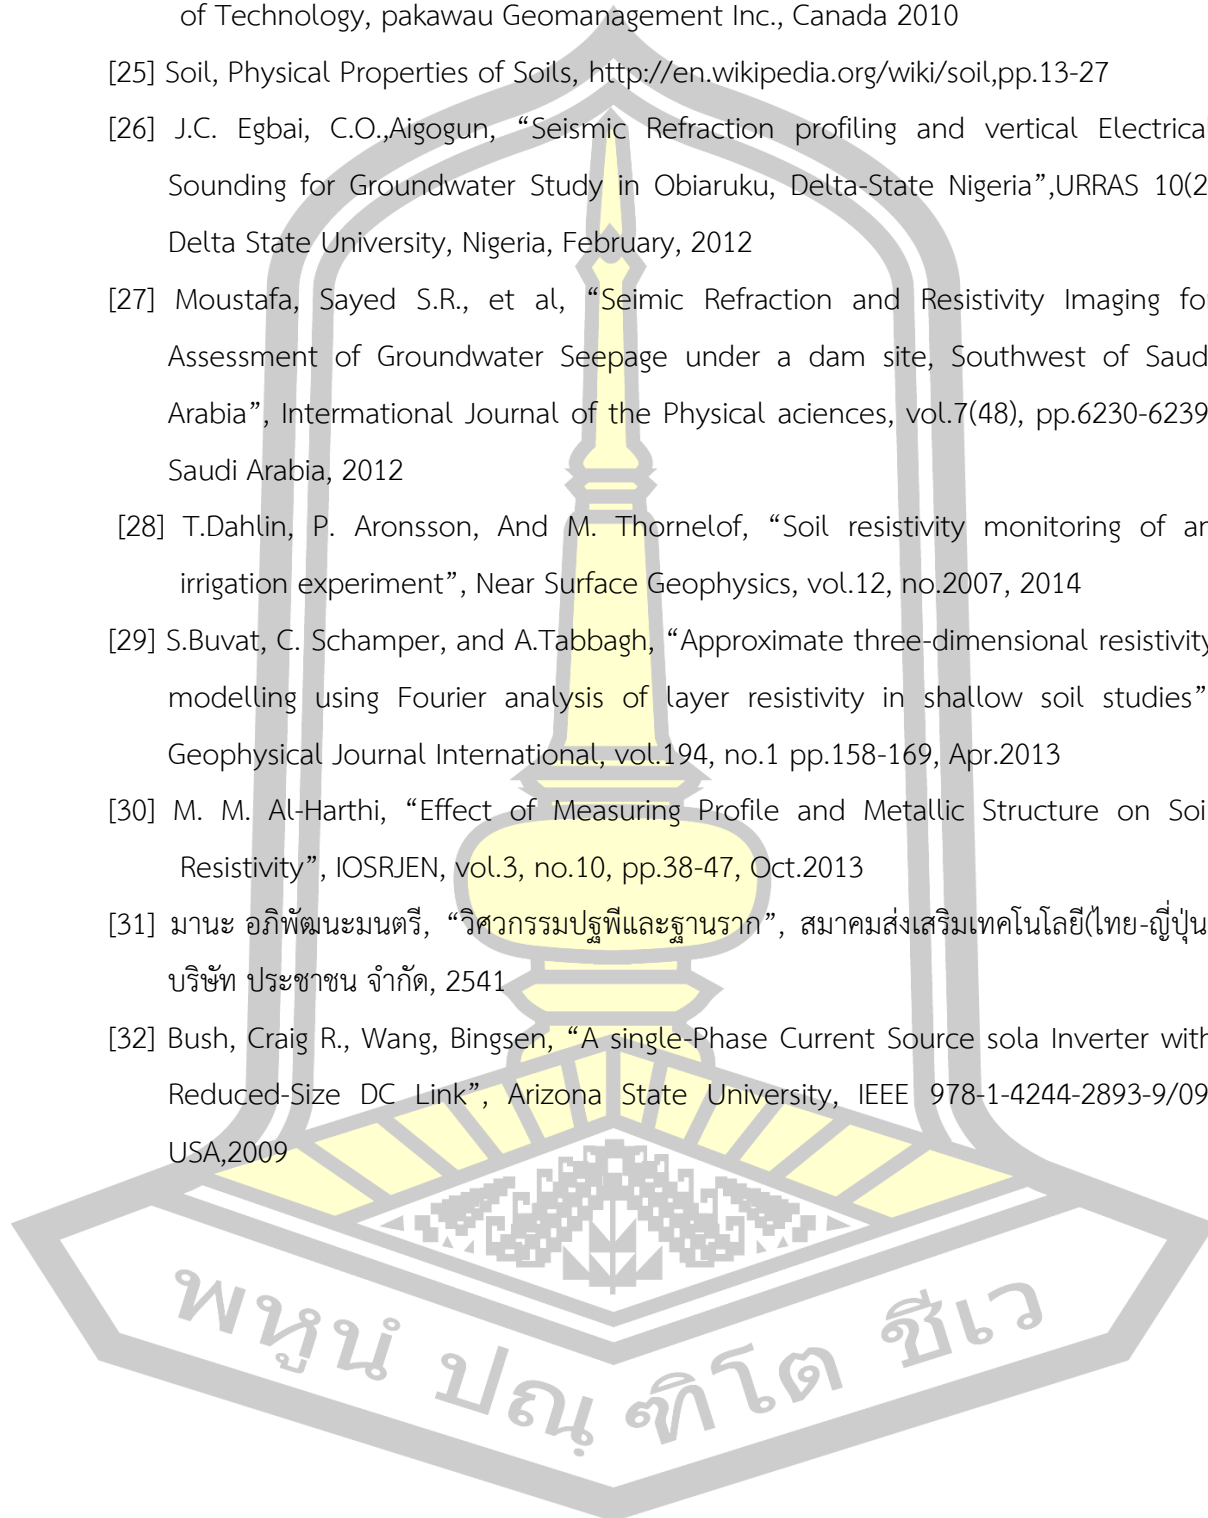 of Technology, pakawau Geomanagement Inc., Canada 2010
[25] Soil, Physical Properties of Soils, http://en.wikipedia.org/wiki/soil,pp.13-27
[26] J.C. Egbai, C.O.,Aigogun, “Seismic Refraction profiling and vertical Electrical
Sounding for Groundwater Study in Obiaruku, Delta-State Nigeria”,URRAS 10(2
Delta State University, Nigeria, February, 2012
[27] Moustafa, Sayed S.R., et al, “Seimic Refraction and Resistivity Imaging for
Assessment of Groundwater Seepage under a dam site, Southwest of Saud
Arabia”, Intermational Journal of the Physical aciences, vol.7(48), pp.6230-6239
Saudi Arabia, 2012
[28] T.Dahlin, P. Aronsson, And M. Thornelof, “Soil resistivity monitoring of an
irrigation experiment”, Near Surface Geophysics, vol.12, no.2007, 2014
[29] S.Buvat, C. Schamper, and A.Tabbagh, “Approximate three-dimensional resistivity
modelling using Fourier analysis of layer resistivity in shallow soil studies”
Geophysical Journal International, vol.194, no.1 pp.158-169, Apr.2013
[30] M. M. Al-Harthi, “Effect of Measuring Profile and Metallic Structure on Soil
Resistivity”, IOSRJEN, vol.3, no.10, pp.38-47, Oct.2013
[31] มานะ อภิพัฒนะมนตรี, “วิศวกรรมปฐพีและฐานราก”, สมาคมส่งเสริมเทคโนโลยี(ไทย-ญี่ปุ่น
บริษัท ประชาชน จำกัด, 2541
[32] Bush, Craig R., Wang, Bingsen, “A single-Phase Current Source sola Inverter with
Reduced-Size DC Link”, Arizona State University, IEEE 978-1-4244-2893-9/09
USA,2009
พหูนํ ปณฺฑิโต ชีเว